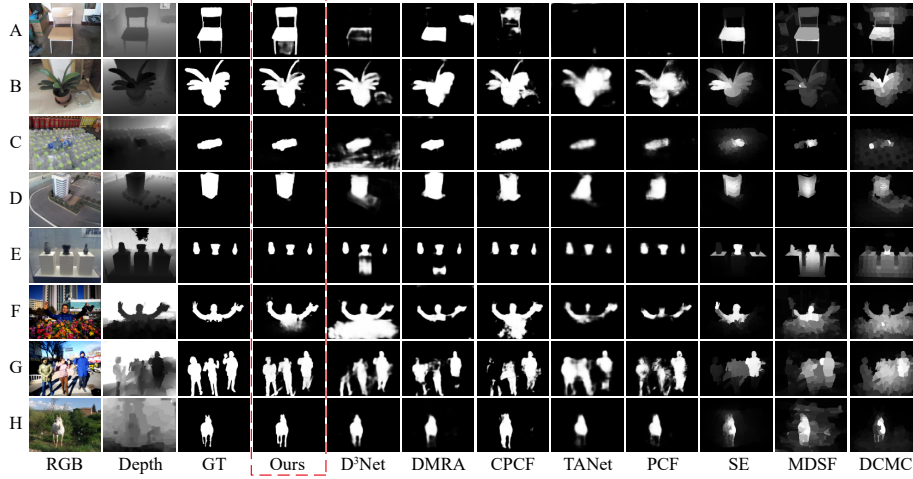 A
B
C
D
E
F
G
H
RGB Depth GT Ours D³Net DMRA CPCF TANet PCF SE MDSF DCMC